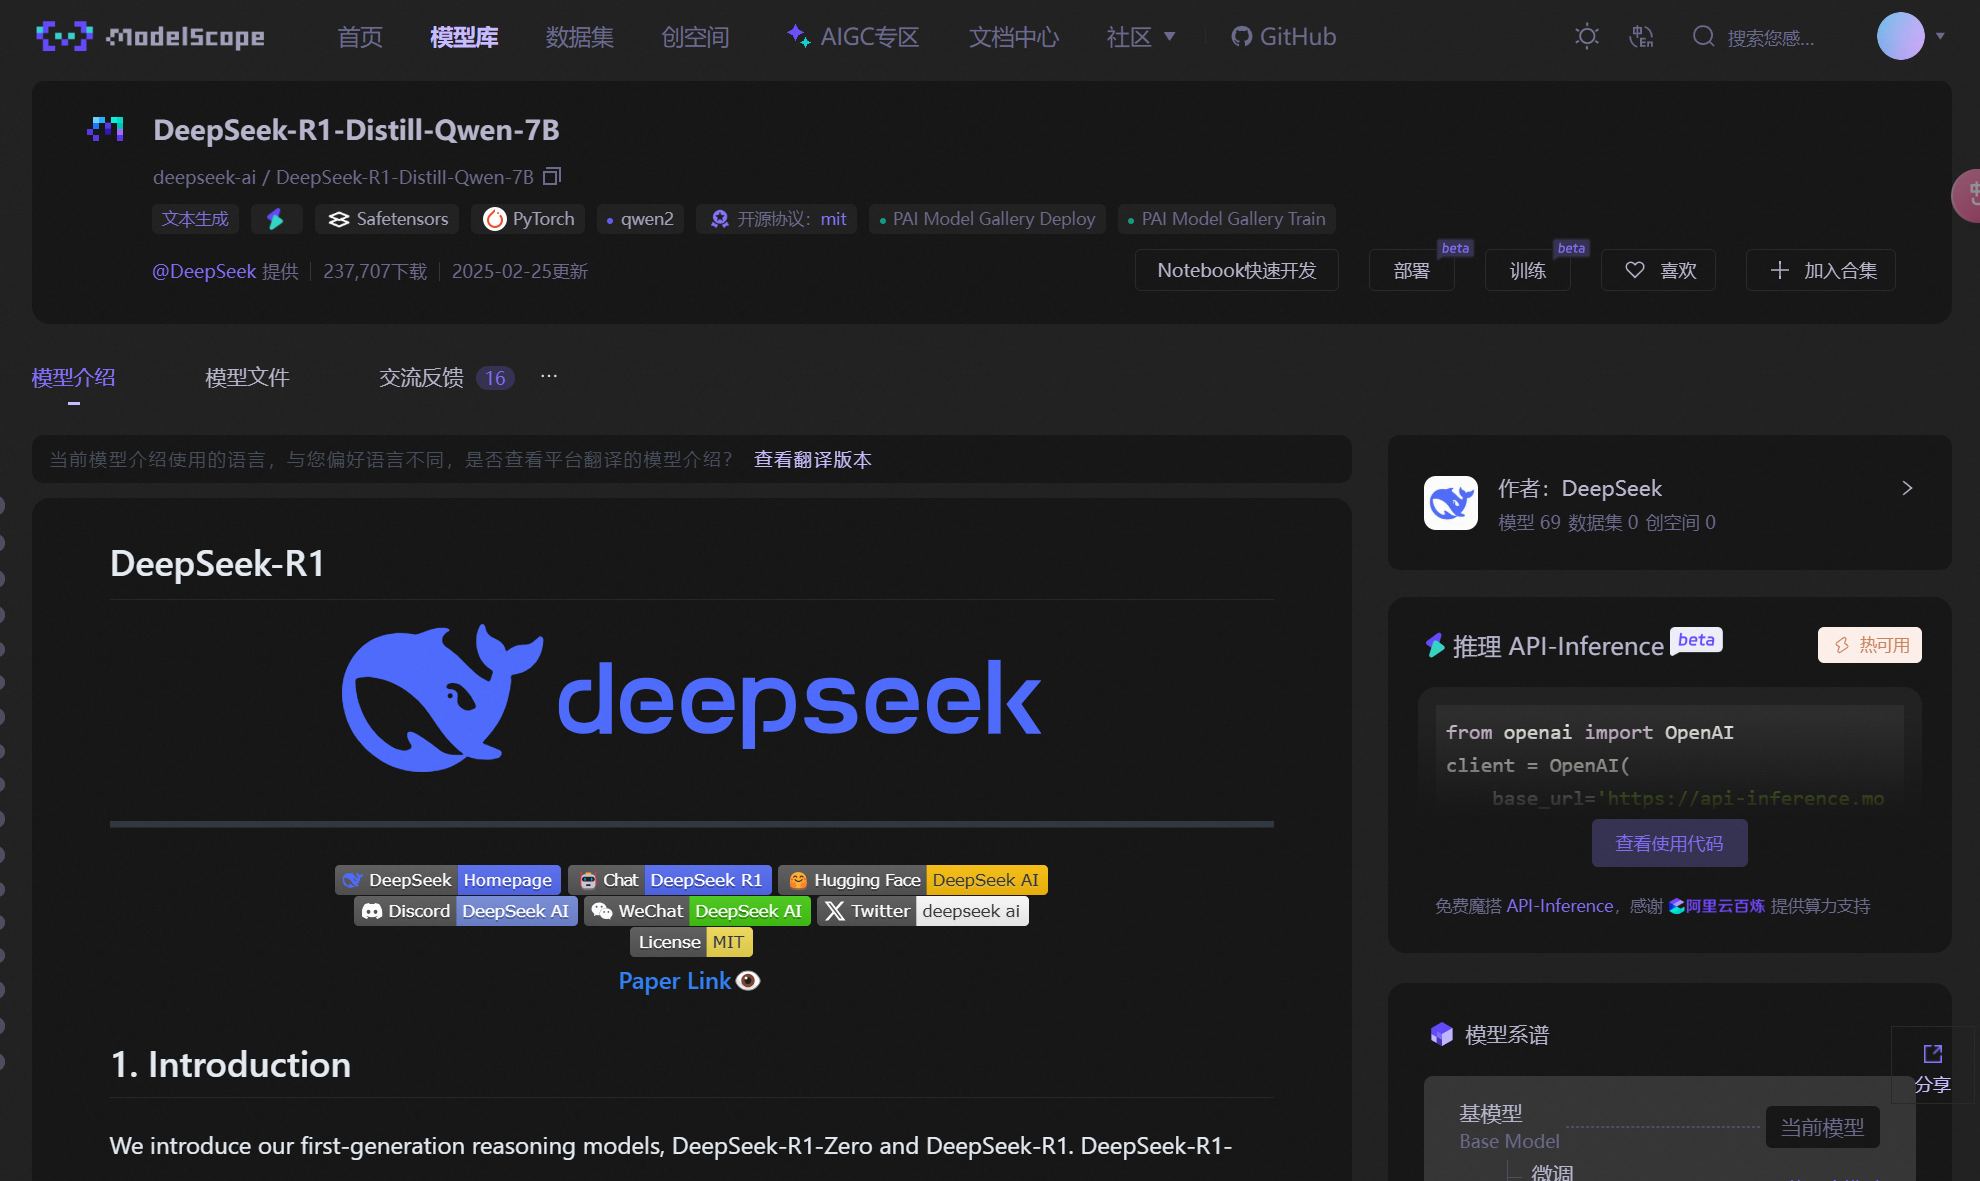 ModelScope 首页 模型库 数据集 创空间 AIGC专区 文档中心 社区 GitHub 搜索您感...
DeepSeek-R1-Distill-Qwen-7B
deepseek-ai / DeepSeek-R1-Distill-Qwen-7B
文本生成 Safetensors PyTorch qwen2 开源协议：mit PAI Model Gallery Deploy PAI Model Gallery Train
@DeepSeek 提供 237,707下载 2025-02-25更新
Notebook快速开发 部署 beta 训练 beta 喜欢 加入合集
模型介绍 模型文件 交流反馈 16 ...
当前模型介绍使用的语言，与您偏好语言不同，是否查看平台翻译的模型介绍？ 查看翻译版本
DeepSeek-R1
deepseek
DeepSeek Homepage Chat DeepSeek R1 Hugging Face DeepSeek AI
Discord DeepSeek AI WeChat DeepSeek AI Twitter deepseek ai
License MIT
Paper Link
1. Introduction
We introduce our first-generation reasoning models, DeepSeek-R1-Zero and DeepSeek-R1. DeepSeek-R1-
作者：DeepSeek
模型 69 数据集 0 创空间 0
推理 API-Inference beta 热可用
from openai import OpenAI
client = OpenAI(
base_url='https://api-inference.mo
查看使用代码
免费魔搭 API-Inference，感谢 阿里云百炼 提供算力支持
模型系谱
分享
基模型
Base Model
当前模型
微调